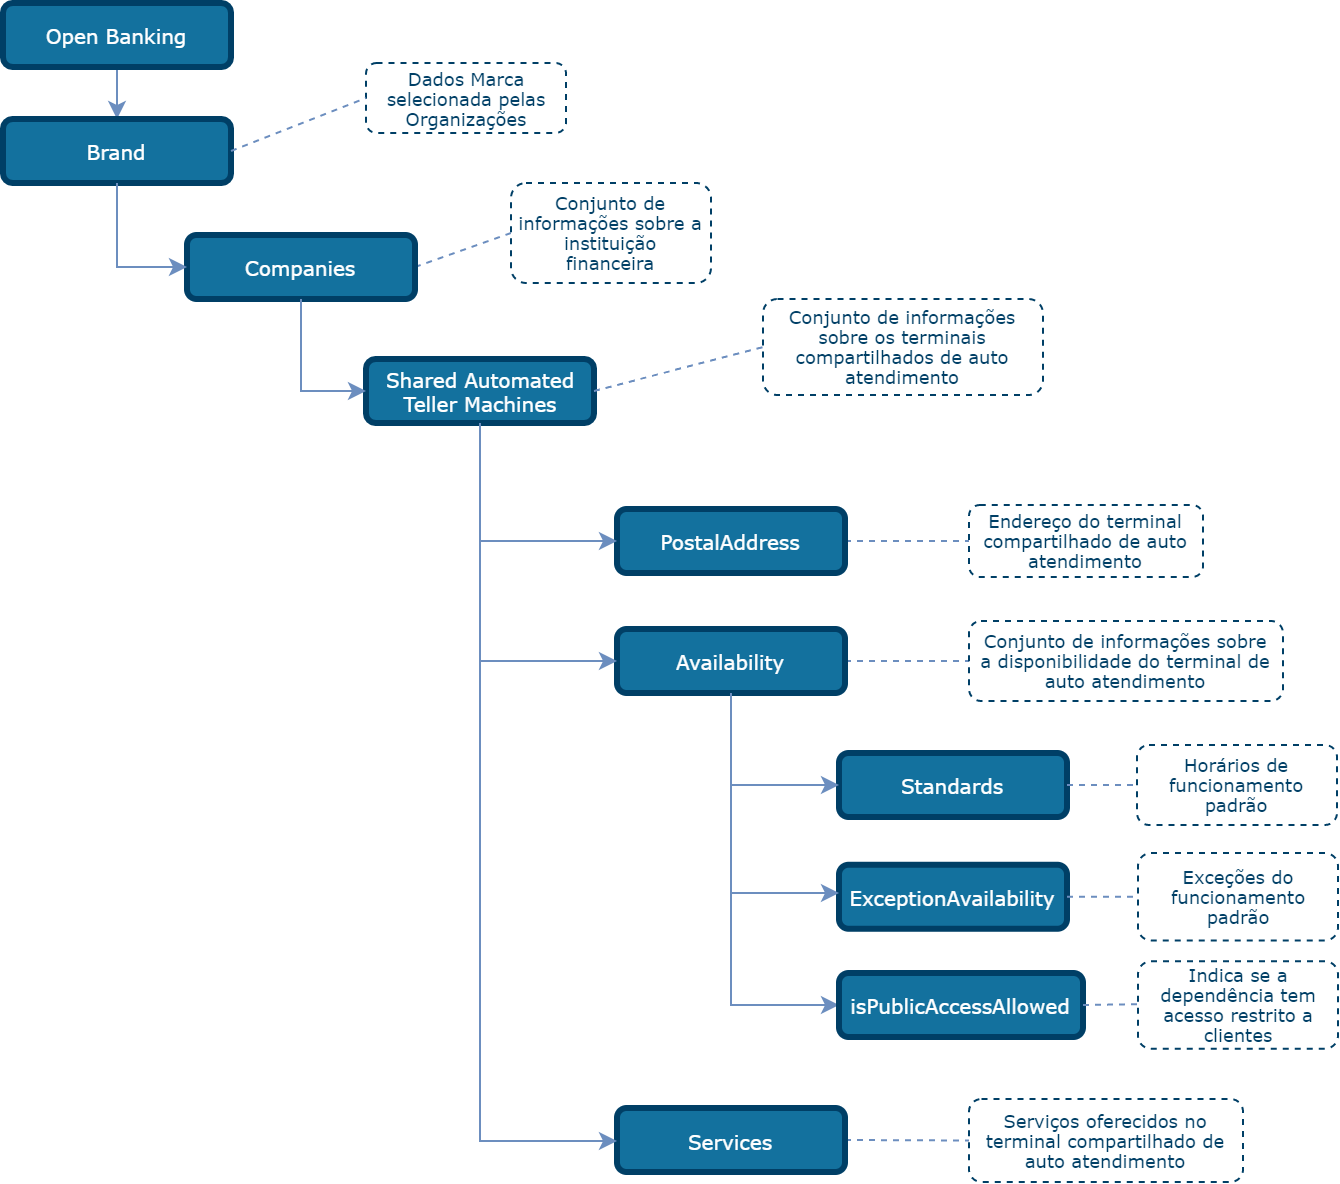 Open Banking
Dados Marca
selecionada pelas
Organizações
Brand
Conjunto de
informações sobre a
instituição
financeira
Companies
Conjunto de informações
sobre os terminais
compartilhados de auto
atendimento
Shared Automated
Teller Machines
PostalAddress
Endereço do terminal
compartilhado de auto
atendimento
Availability
Conjunto de informações sobre
a disponibilidade do terminal de
auto atendimento
Standards
Horários de
funcionamento
padrão
ExceptionAvailability
Exceções do
funcionamento
padrão
isPublicAccessAllowed
Indica se a
dependência tem
acesso restrito a
clientes
Services
Serviços oferecidos no
terminal compartilhado de
auto atendimento